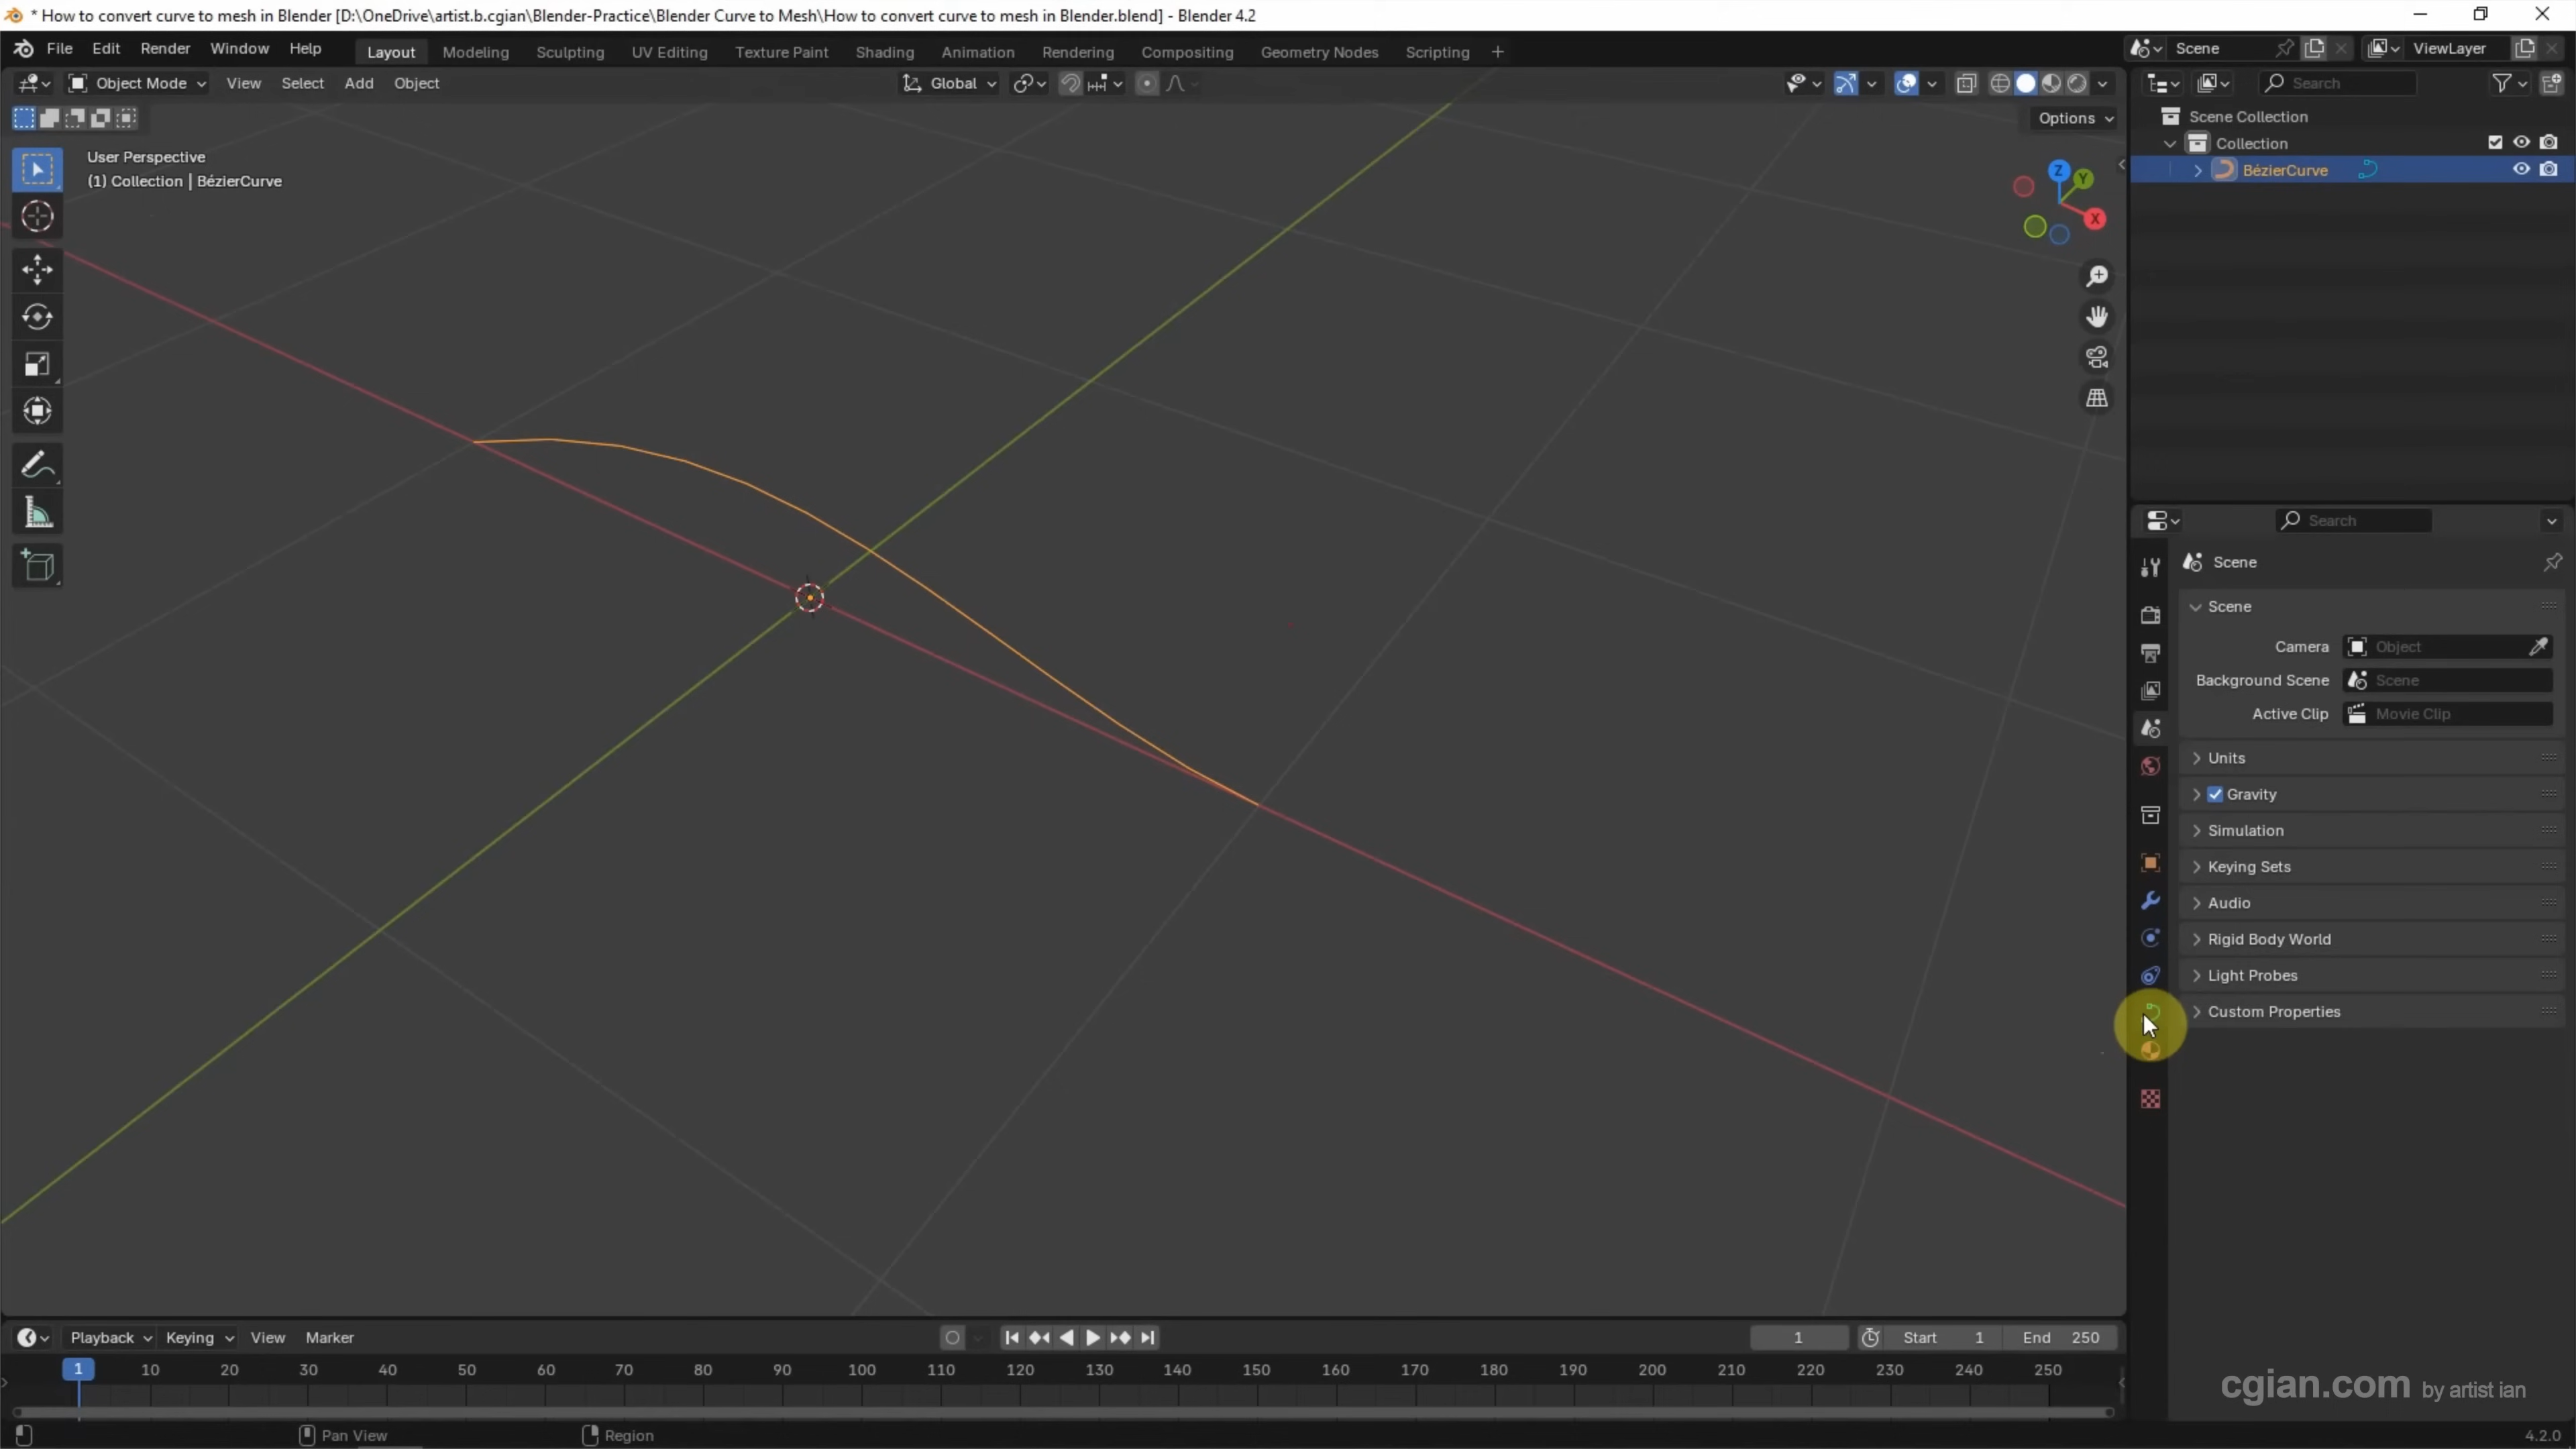 * How to convert curve to mesh in Blender [D:\OneDrive\artist.b.cgian\Blender-Practice\Blender Curve to Mesh\How to convert curve to mesh in Blender.blend] - Blender 4.2
File Edit Render Window Help Layout Modeling Sculpting UV Editing Texture Paint Shading Animation Rendering Compositing Geometry Nodes Scripting + Scene ViewLayer
Object Mode View Select Add Object Global Search
Options
Scene Collection
Collection
BézierCurve
User Perspective
(1) Collection | BézierCurve
Z Y X
Search
Scene
Scene
Camera Object
Background Scene Scene
Active Clip Movie Clip
Units
Gravity
Simulation
Keying Sets
Audio
Rigid Body World
Light Probes
Custom Properties
Playback Keying View Marker 1 Start 1 End 250
1 10 20 30 40 50 60 70 80 90 100 110 120 130 140 150 160 170 180 190 200 210 220 230 240 250
cgian.com by artist ian
Pan View Region 4.2.0